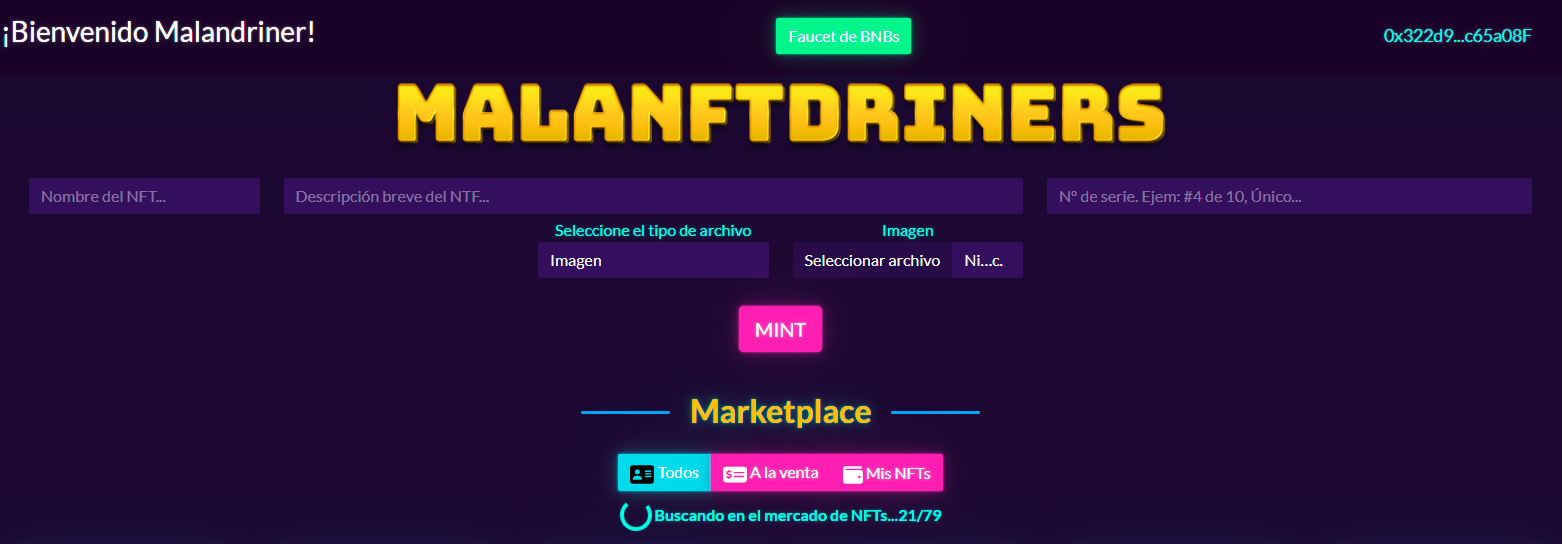 ¡Bienvenido Malandriner!
Faucet de BNBs
0x322d9...c65a08F
MALANFTDRINERS
Nombre del NFT...
Descripción breve del NTF...
Nº de serie. Ejem: #4 de 10, Único...
Seleccione el tipo de archivo
Imagen
Imagen
Seleccionar archivo
Ni...c.
MINT
Marketplace
Todos
A la venta
Mis NFTs
Buscando en el mercado de NFTs...21/79